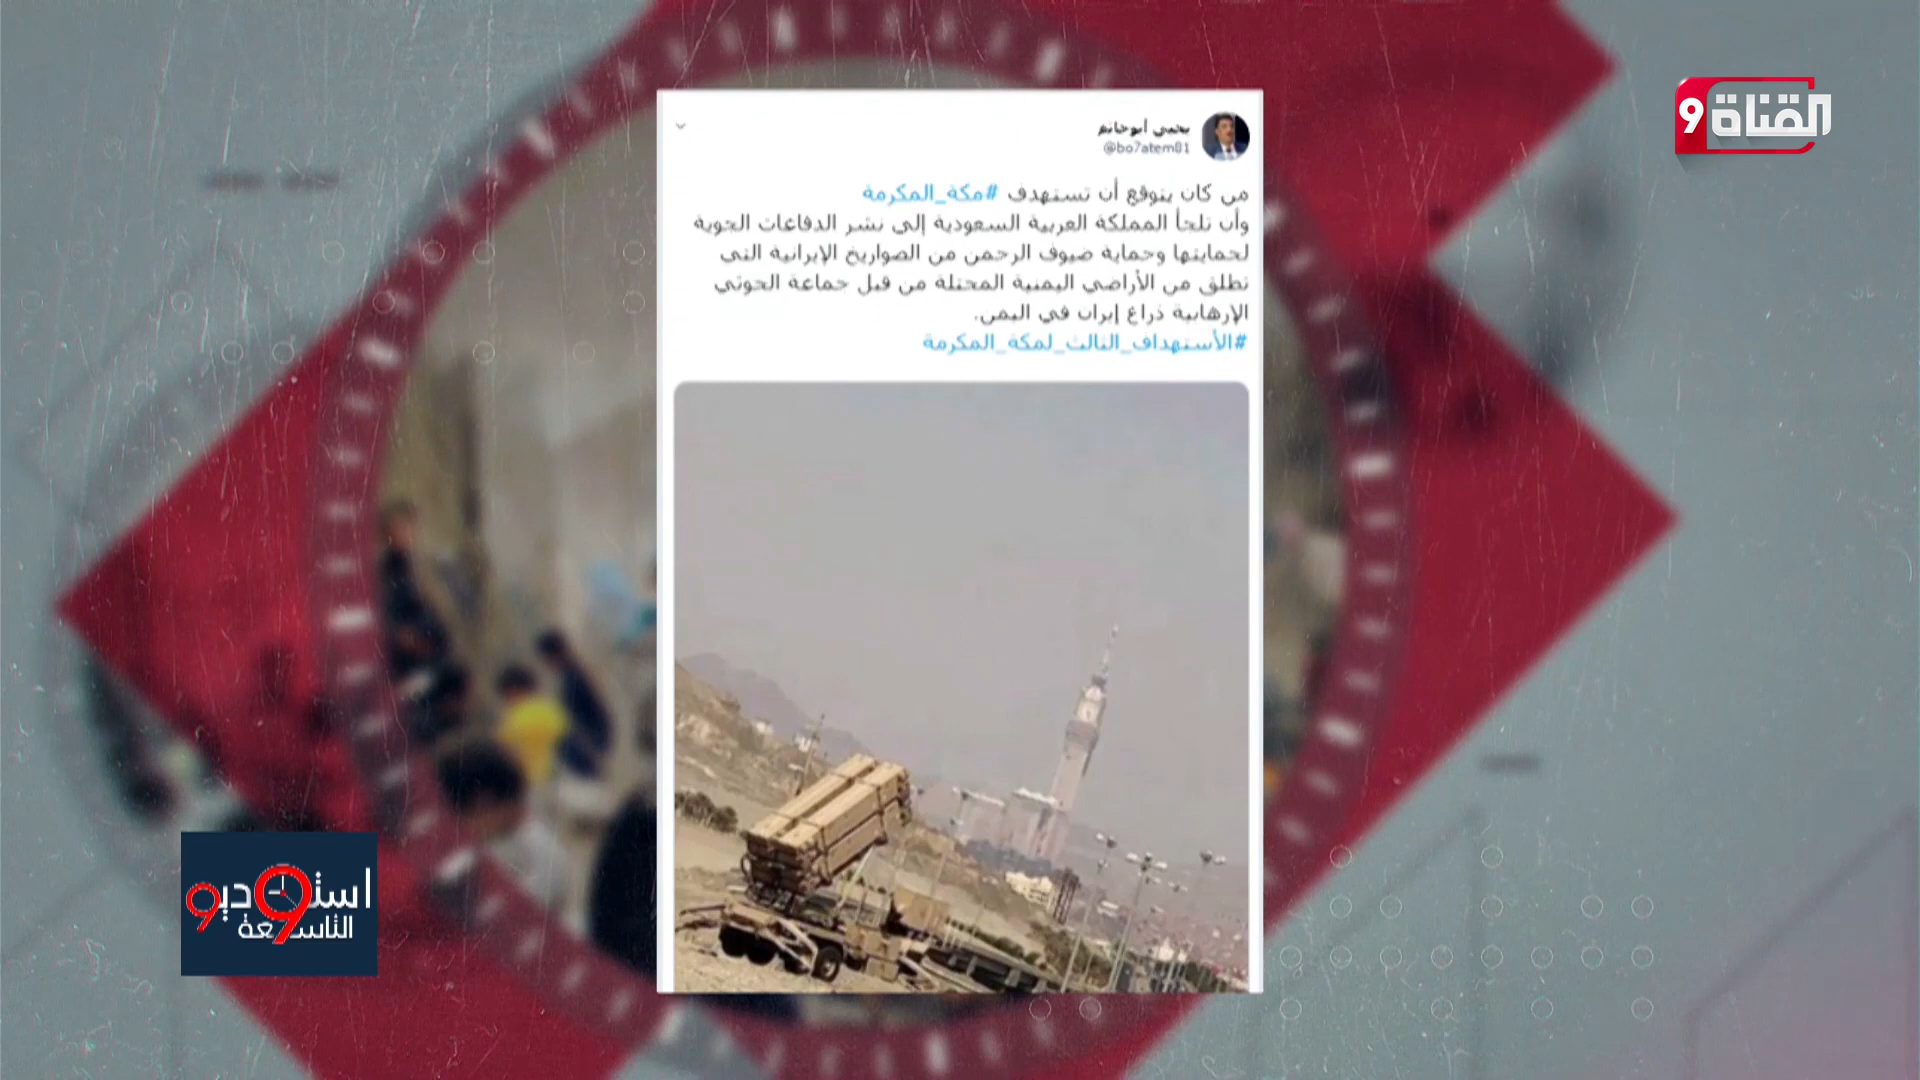 القناة 9
يحيى أبوحاتم
@bo7atem81
من كان يتوقع أن تستهدف #مكة_المكرمة
وأن تلجأ المملكة العربية السعودية إلى نشر الدفاعات الجوية
لحمايتها وحماية ضيوف الرحمن من الصواريخ الإيرانية التي
تطلق من الأراضي اليمنية المحتلة من قبل جماعة الحوثي
الإرهابية ذراع إيران في اليمن.
#الأستهداف_الثالث_لمكة_المكرمة
استوديو 9
التاسعة